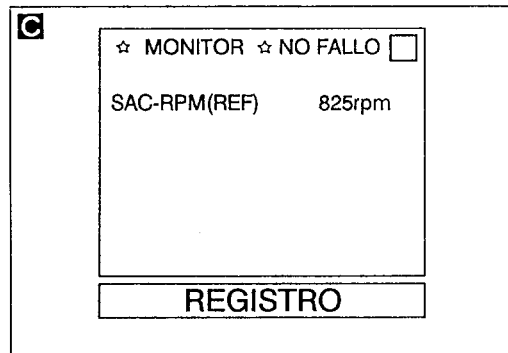 C
☆ MONITOR ☆ NO FALLO
SAC-RPM(REF) 825rpm
REGISTRO